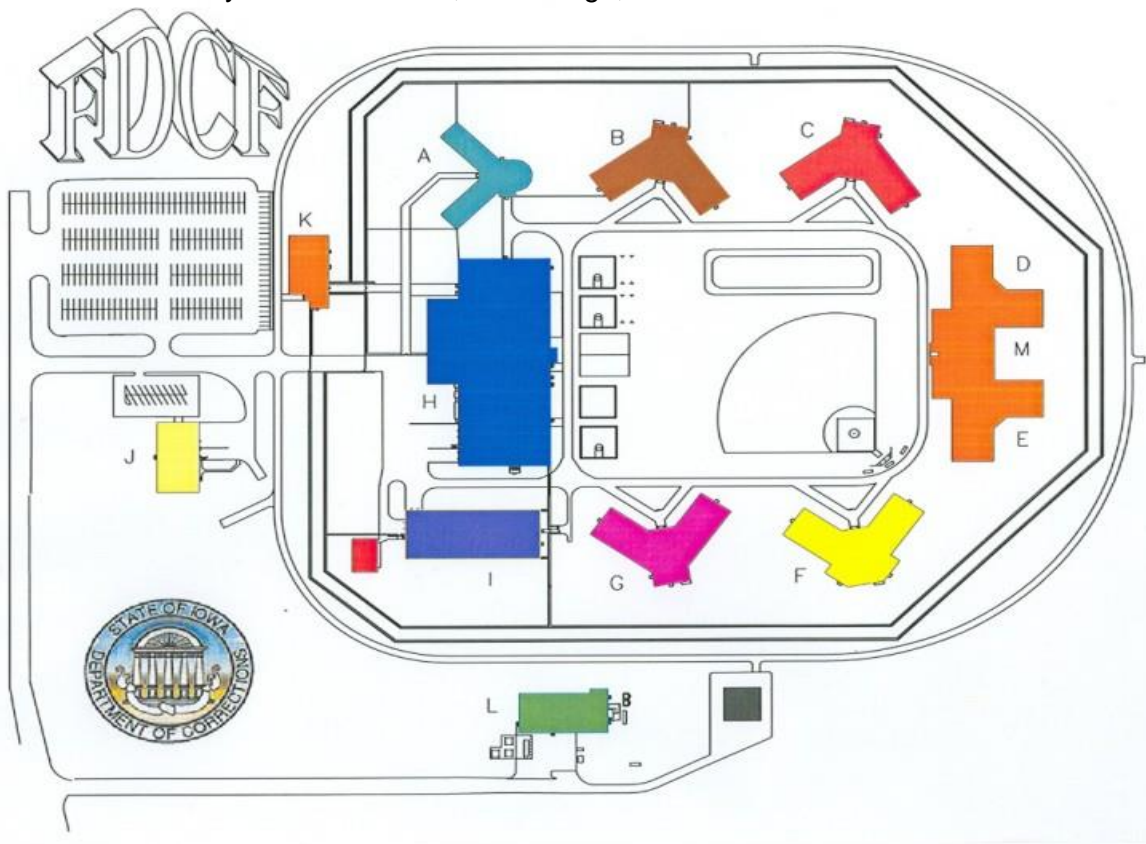 FDCF
A
B
C
K
D
M
H
E
J
I
G
F
STATE OF IOWA
DEPARTMENT OF CORRECTIONS
L
B